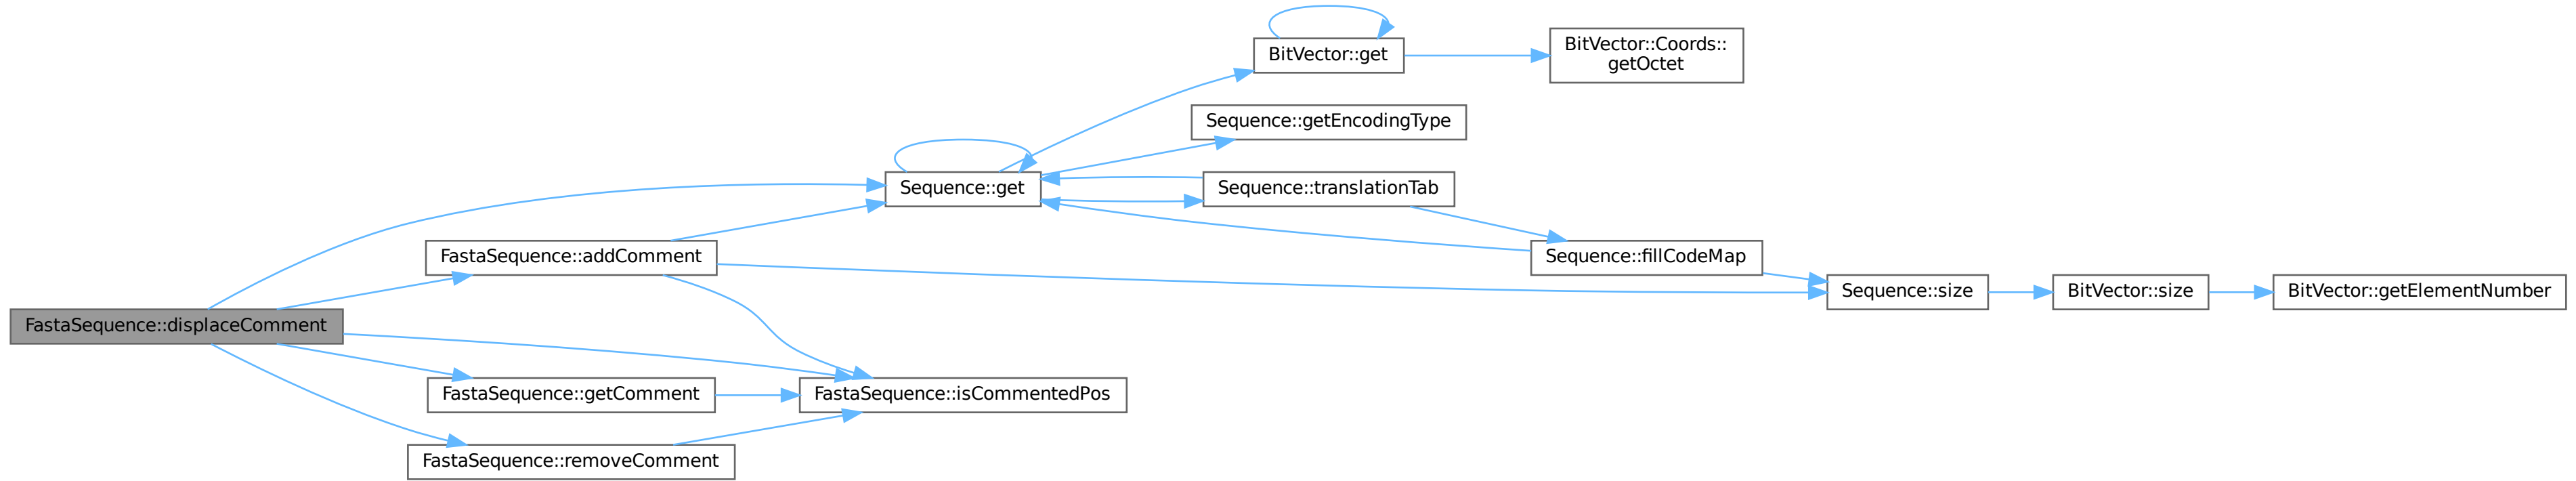 FastaSequence::displaceComment
Sequence::get
FastaSequence::addComment
FastaSequence::getComment
FastaSequence::removeComment
FastaSequence::isCommentedPos
BitVector::get
Sequence::getEncodingType
Sequence::translationTab
BitVector::Coords::
getOctet
Sequence::fillCodeMap
Sequence::size
BitVector::size
BitVector::getElementNumber